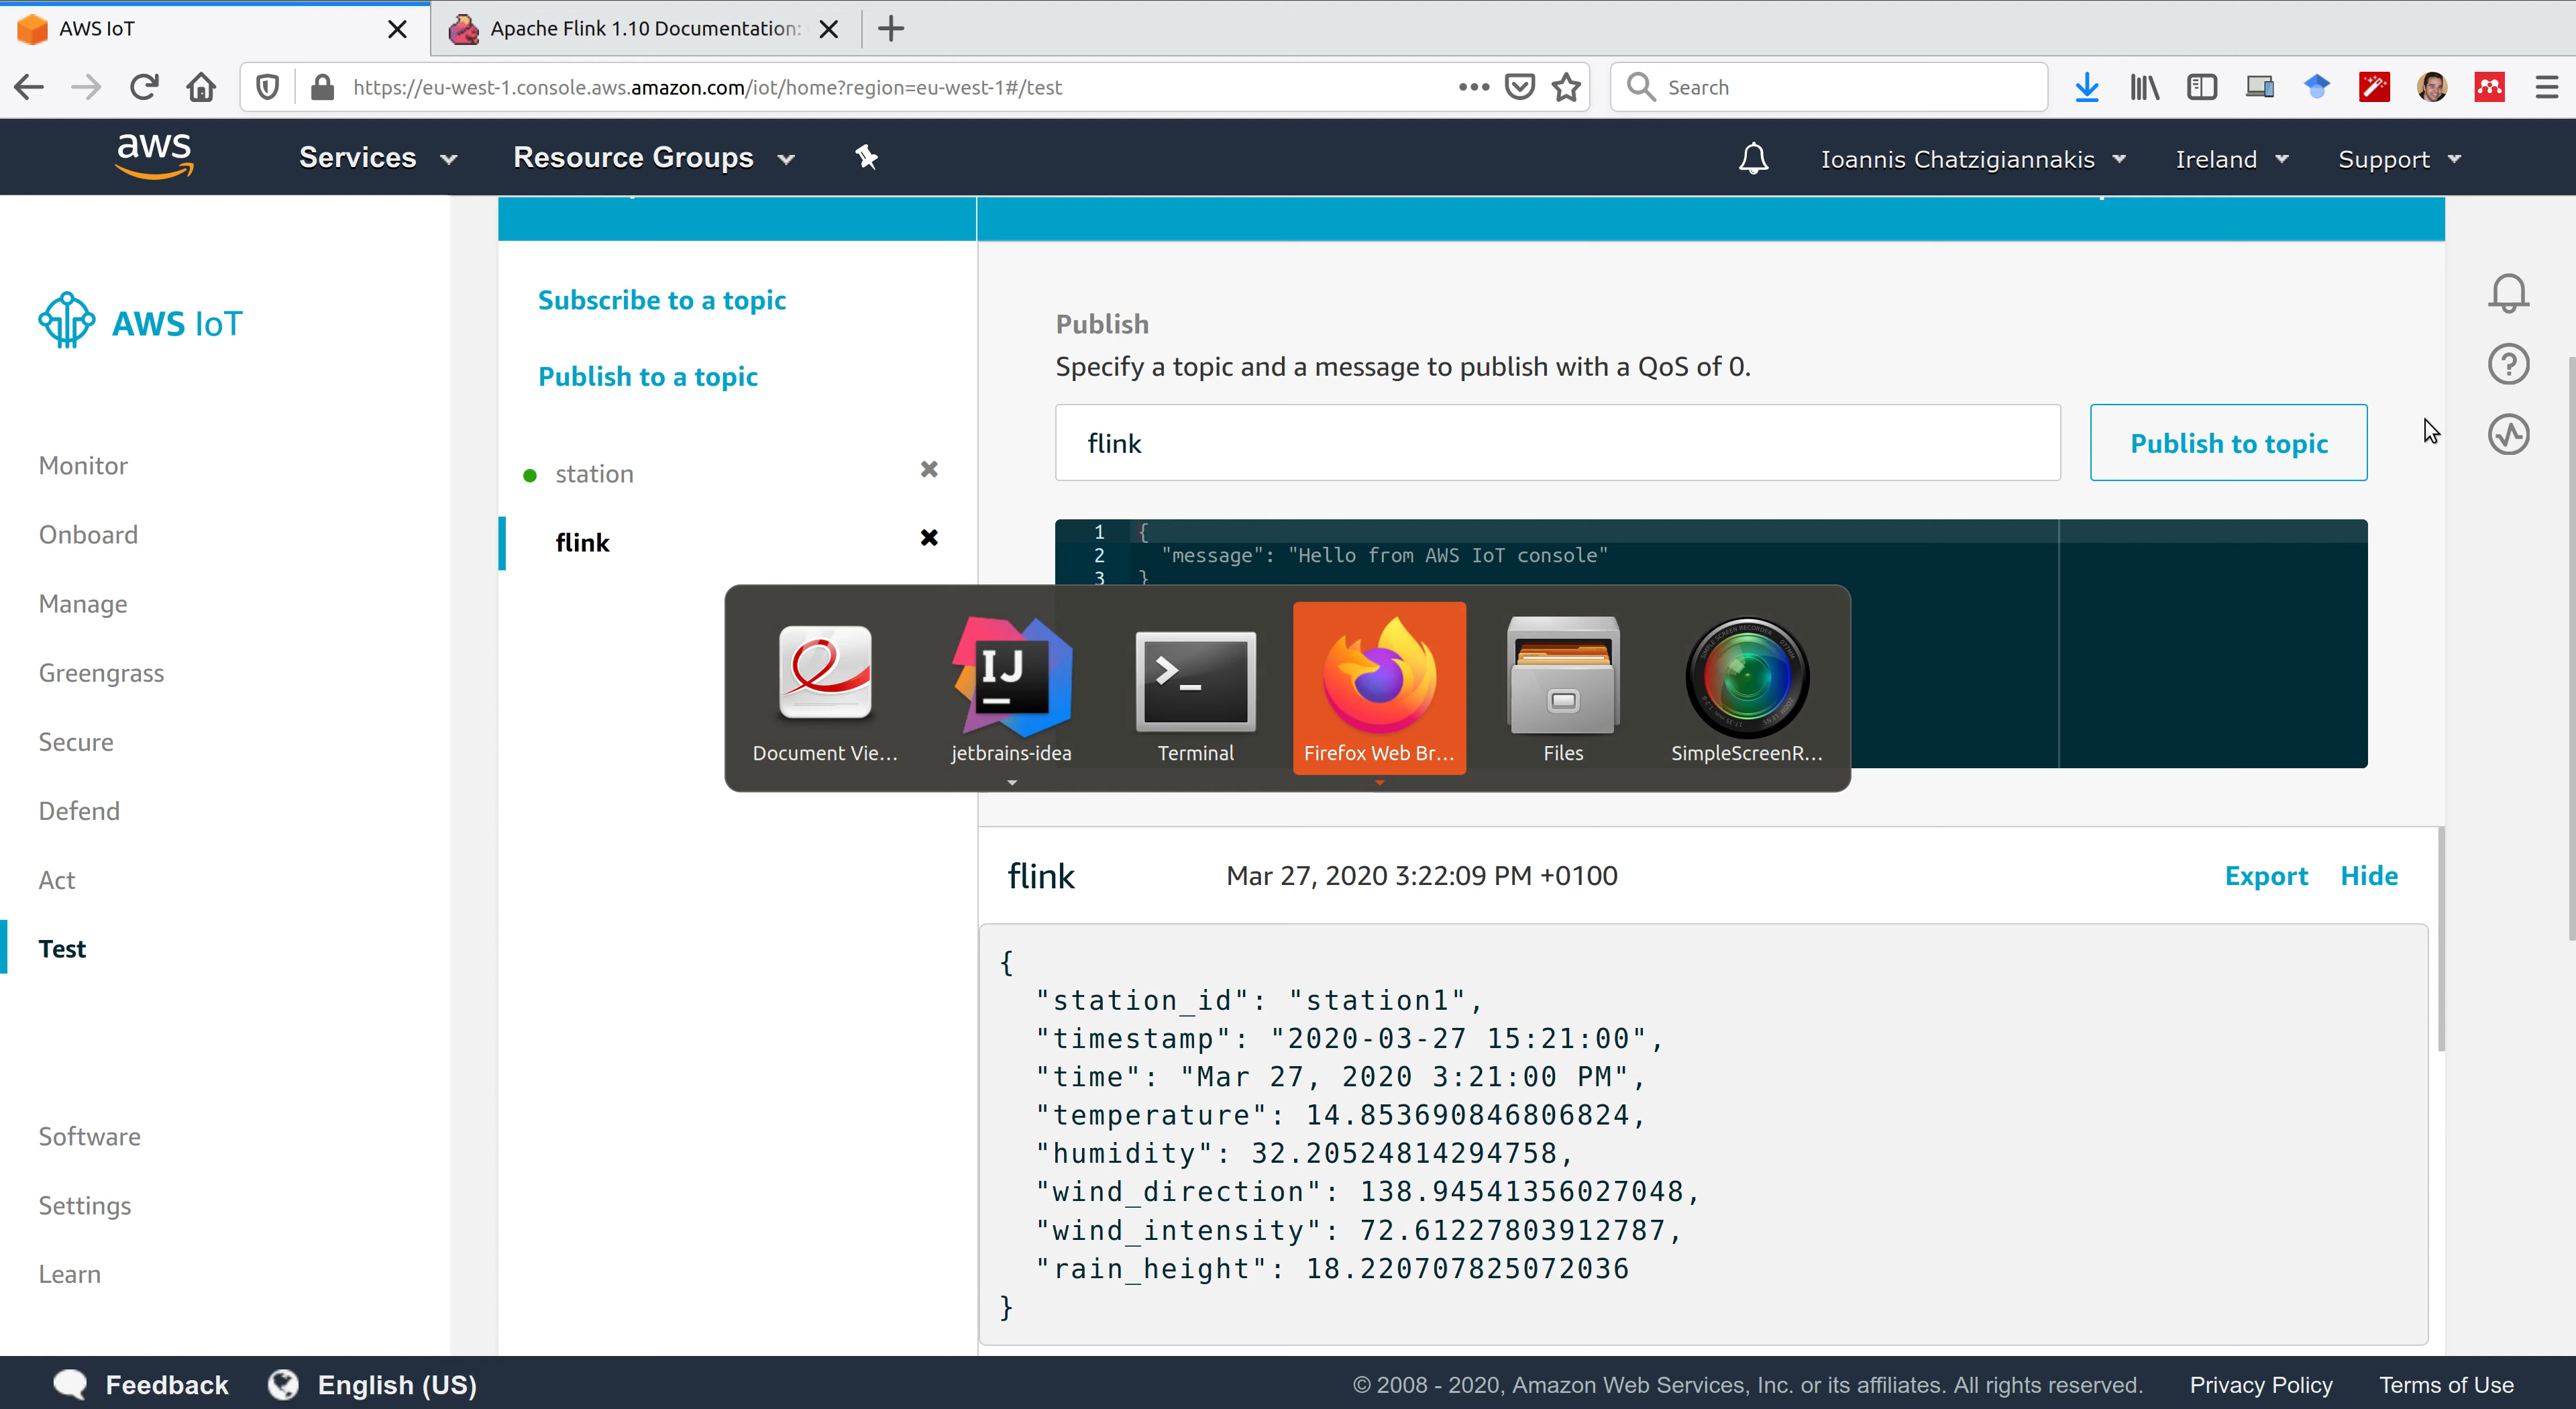 AWS IoT
Apache Flink 1.10 Documentation:
https://eu-west-1.console.aws.amazon.com/iot/home?region=eu-west-1#/test
Search
aws
Services
Resource Groups
Ioannis Chatzigiannakis
Ireland
Support
AWS IoT
Monitor
Onboard
Manage
Greengrass
Secure
Defend
Act
Test
Software
Settings
Learn
Subscribe to a topic
Publish to a topic
station
flink
Publish
Specify a topic and a message to publish with a QoS of 0.
flink
Publish to topic
1 {
2 "message": "Hello from AWS IoT console"
3 }
IJ
Document Vie...
jetbrains-idea
Terminal
Firefox Web Br...
Files
SimpleScreenR...
flink
Mar 27, 2020 3:22:09 PM +0100
Export
Hide
{
"station_id": "station1",
"timestamp": "2020-03-27 15:21:00",
"time": "Mar 27, 2020 3:21:00 PM",
"temperature": 14.853690846806824,
"humidity": 32.20524814294758,
"wind_direction": 138.94541356027048,
"wind_intensity": 72.61227803912787,
"rain_height": 18.220707825072036
}
Feedback
English (US)
© 2008 - 2020, Amazon Web Services, Inc. or its affiliates. All rights reserved.
Privacy Policy
Terms of Use